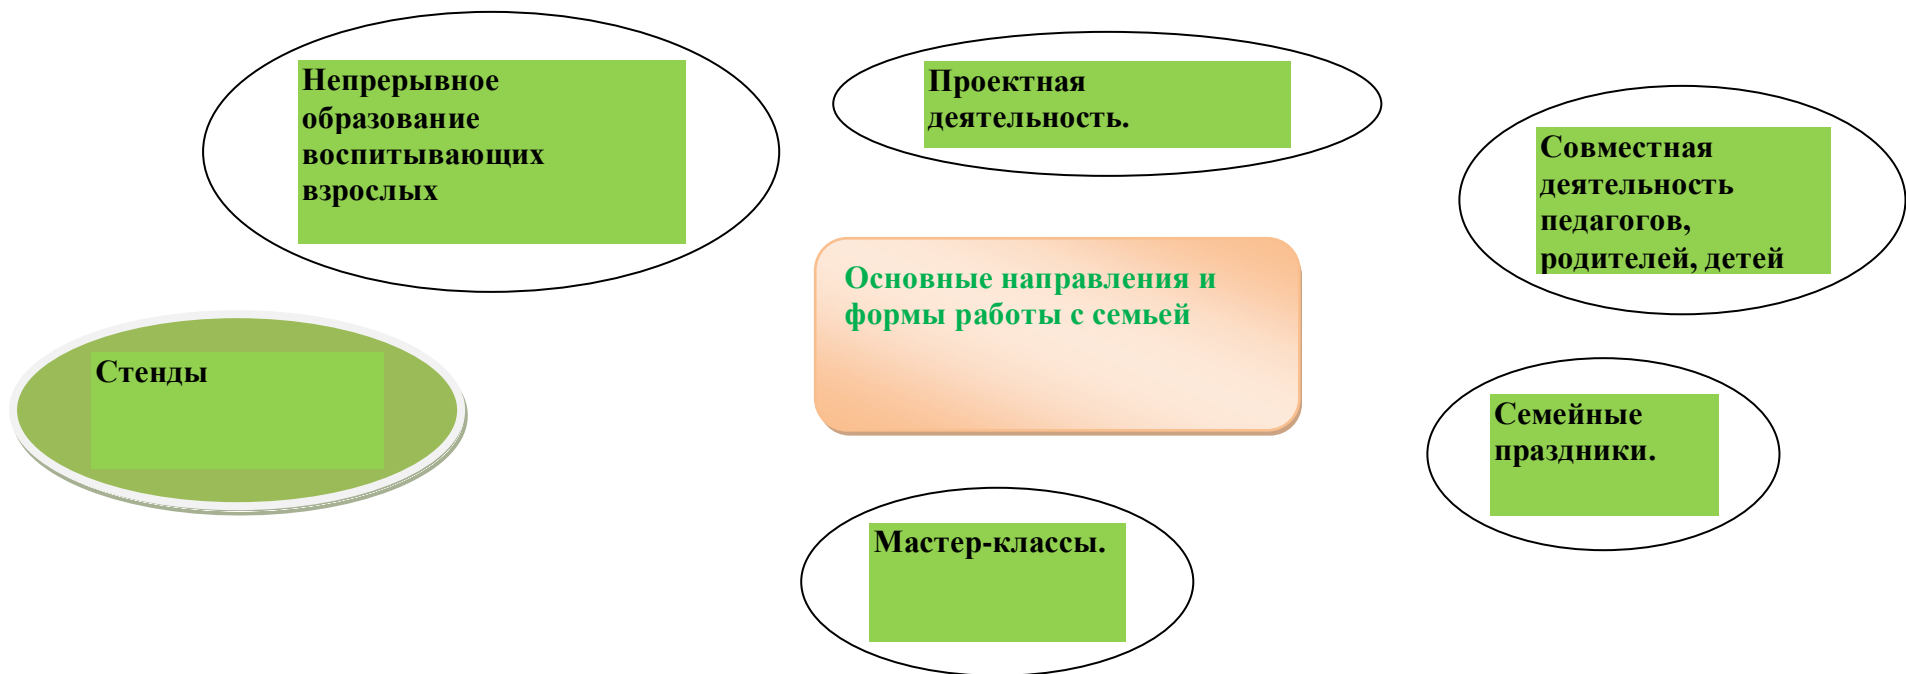 Непрерывное
образование
воспитывающих
взрослых
Проектная
деятельность.
Совместная
деятельность
педагогов,
родителей, детей
Основные направления и
формы работы с семьей
Стенды
Семейные
праздники.
Мастер-классы.